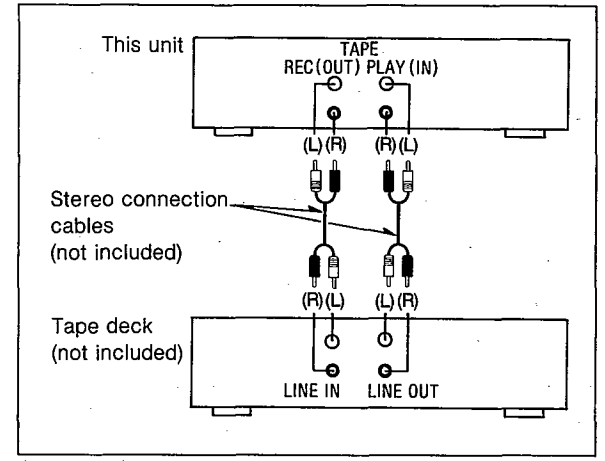 This unit
TAPE
REC(OUT) PLAY(IN)
(L) (R) (R) (L)
Stereo connection
cables
(not included)
(R) (L) (L) (R)
Tape deck
(not included)
LINE IN LINE OUT